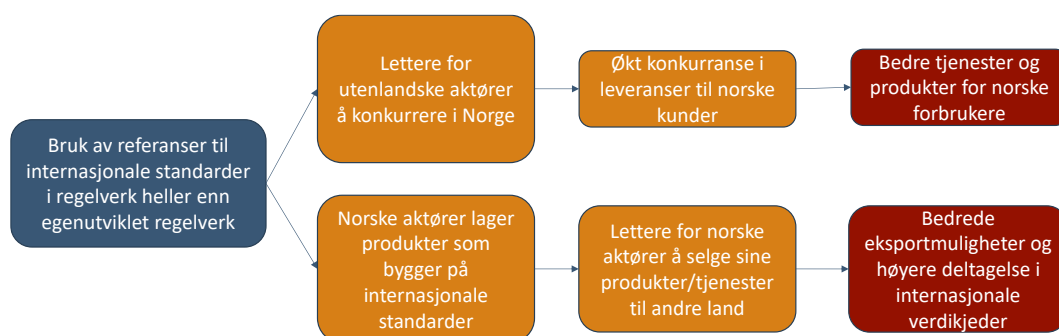 Bruk av referanser til
internasjonale standarder
i regelverk heller enn
egenutviklet regelverk
Lettere for
utenlandske aktører
å konkurrere i Norge
Økt konkurranse i
leveranser til norske
kunder
Bedre tjenester og
produkter for norske
forbrukere
Norske aktører lager
produkter som
bygger på
internasjonale
standarder
Lettere for norske
aktører å selge sine
produkter/tjenester
til andre land
Bedrede
eksportmuligheter og
høyere deltagelse i
internasjonale
verdikjeder